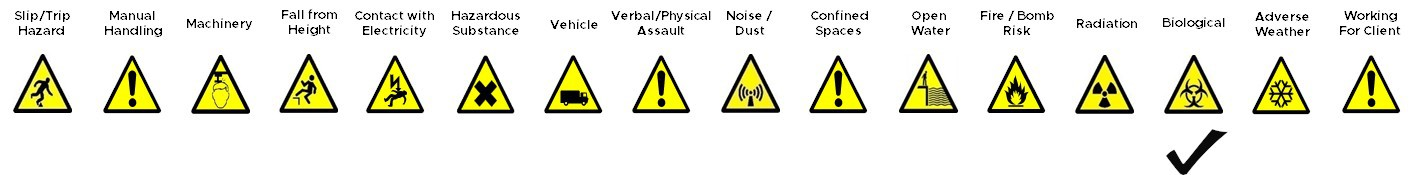 Slip/Trip
Hazard
Manual
Handling
Machinery
Fall from
Height
Contact with
Electricity
Hazardous
Substance
Vehicle
Verbal/Physical
Assault
Noise /
Dust
Confined
Spaces
Open
Water
Fire / Bomb
Risk
Radiation
Biological
Adverse
Weather
Working
For Client